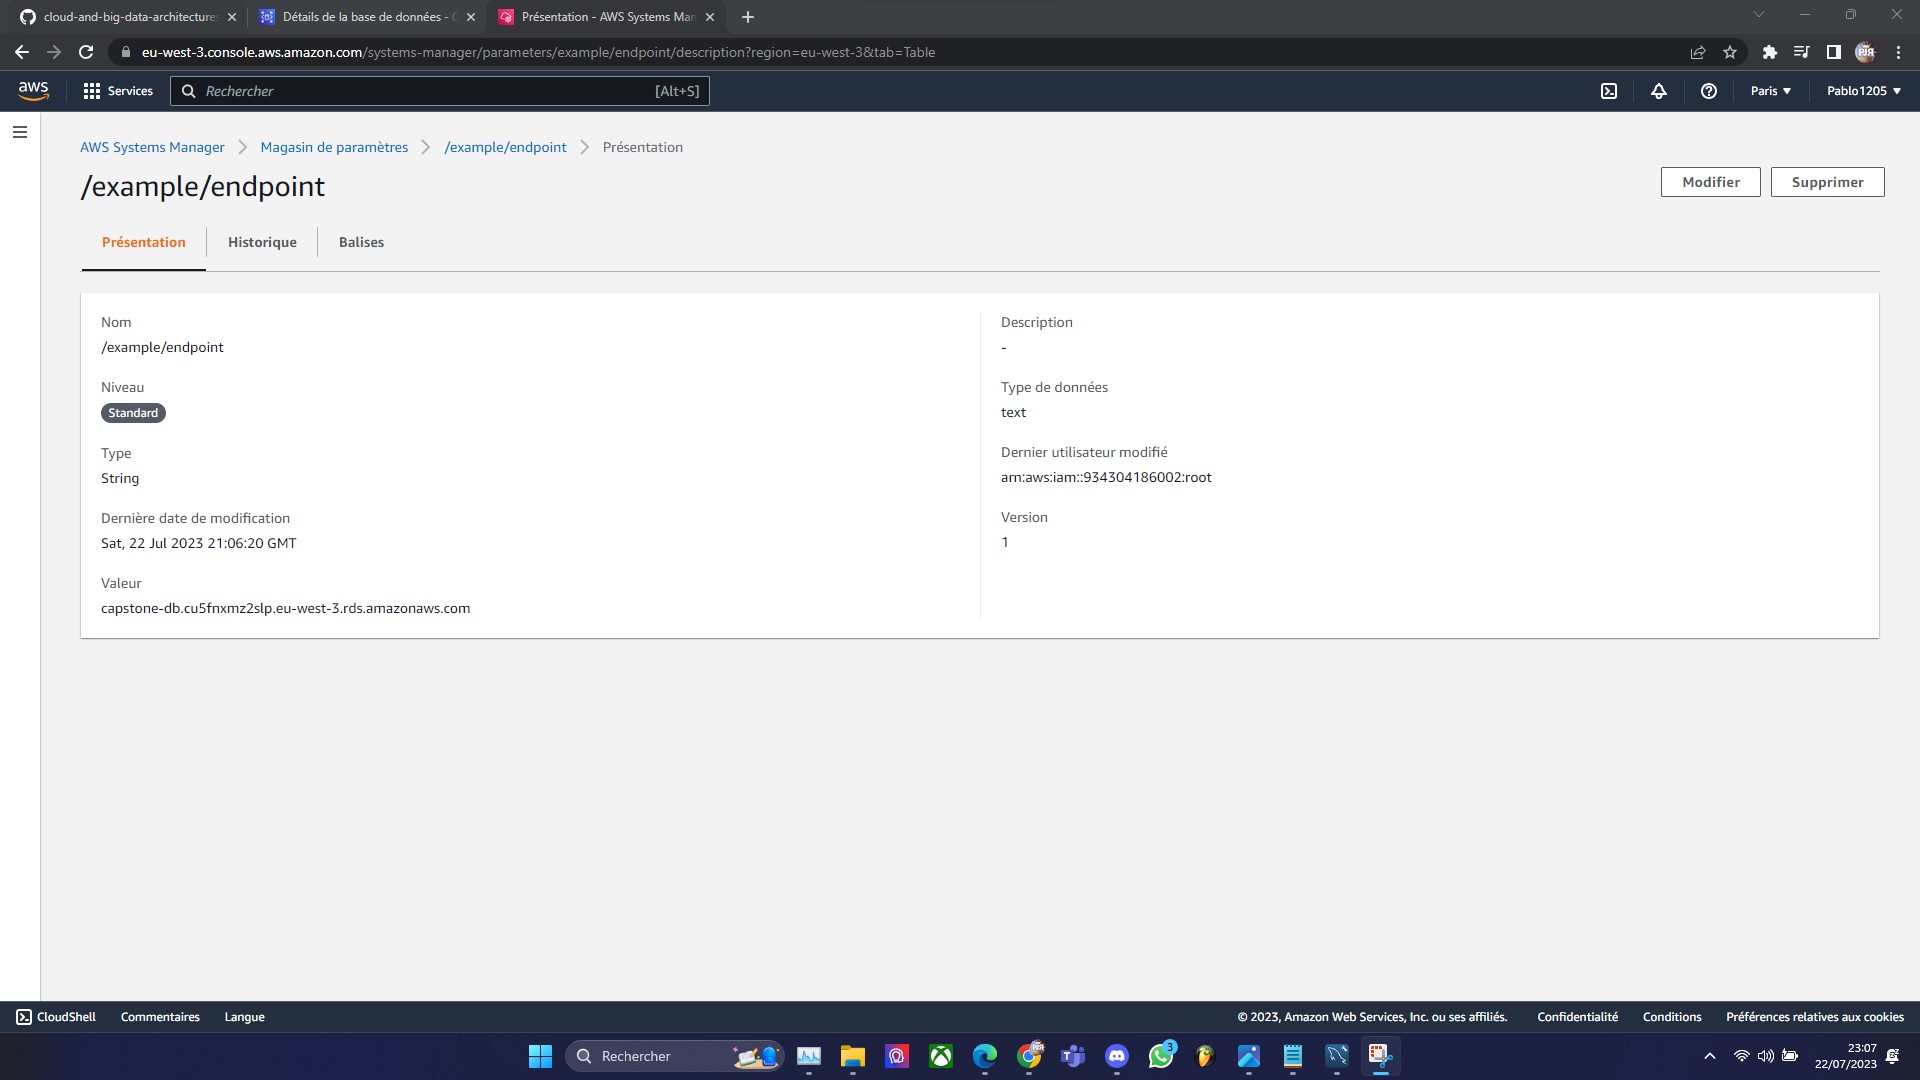 cloud-and-big-data-architectures
Détails de la base de données -
Présentation - AWS Systems Man
eu-west-3.console.aws.amazon.com/systems-manager/parameters/example/endpoint/description?region=eu-west-3&tab=Table
aws
Services
Rechercher
[Alt+S]
Paris
Pablo1205
AWS Systems Manager
Magasin de paramètres
/example/endpoint
Présentation
/example/endpoint
Modifier
Supprimer
Présentation
Historique
Balises
Nom
/example/endpoint
Niveau
Standard
Type
String
Dernière date de modification
Sat, 22 Jul 2023 21:06:20 GMT
Valeur
capstone-db.cu5fnxmz2slp.eu-west-3.rds.amazonaws.com
Description
-
Type de données
text
Dernier utilisateur modifié
arn:aws:iam::934304186002:root
Version
1
CloudShell
Commentaires
Langue
© 2023, Amazon Web Services, Inc. ou ses affiliés.
Confidentialité
Conditions
Préférences relatives aux cookies
Rechercher
3
23:07
22/07/2023